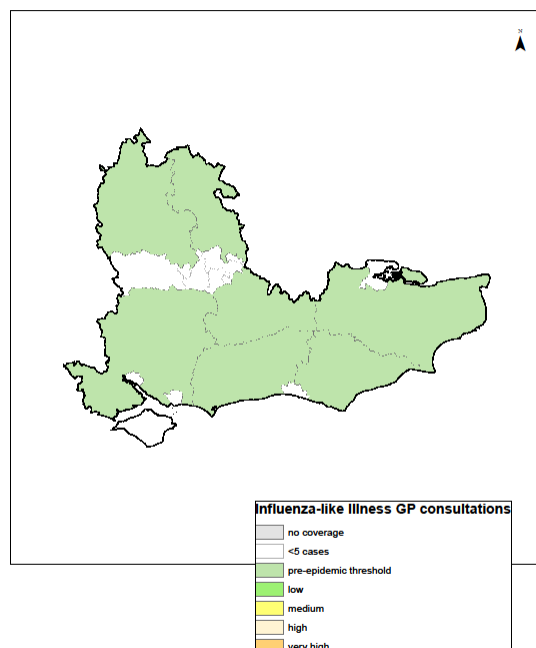 N
Influenza-like Illness GP consultations
no coverage
<5 cases
pre-epidemic threshold
low
medium
high
very high